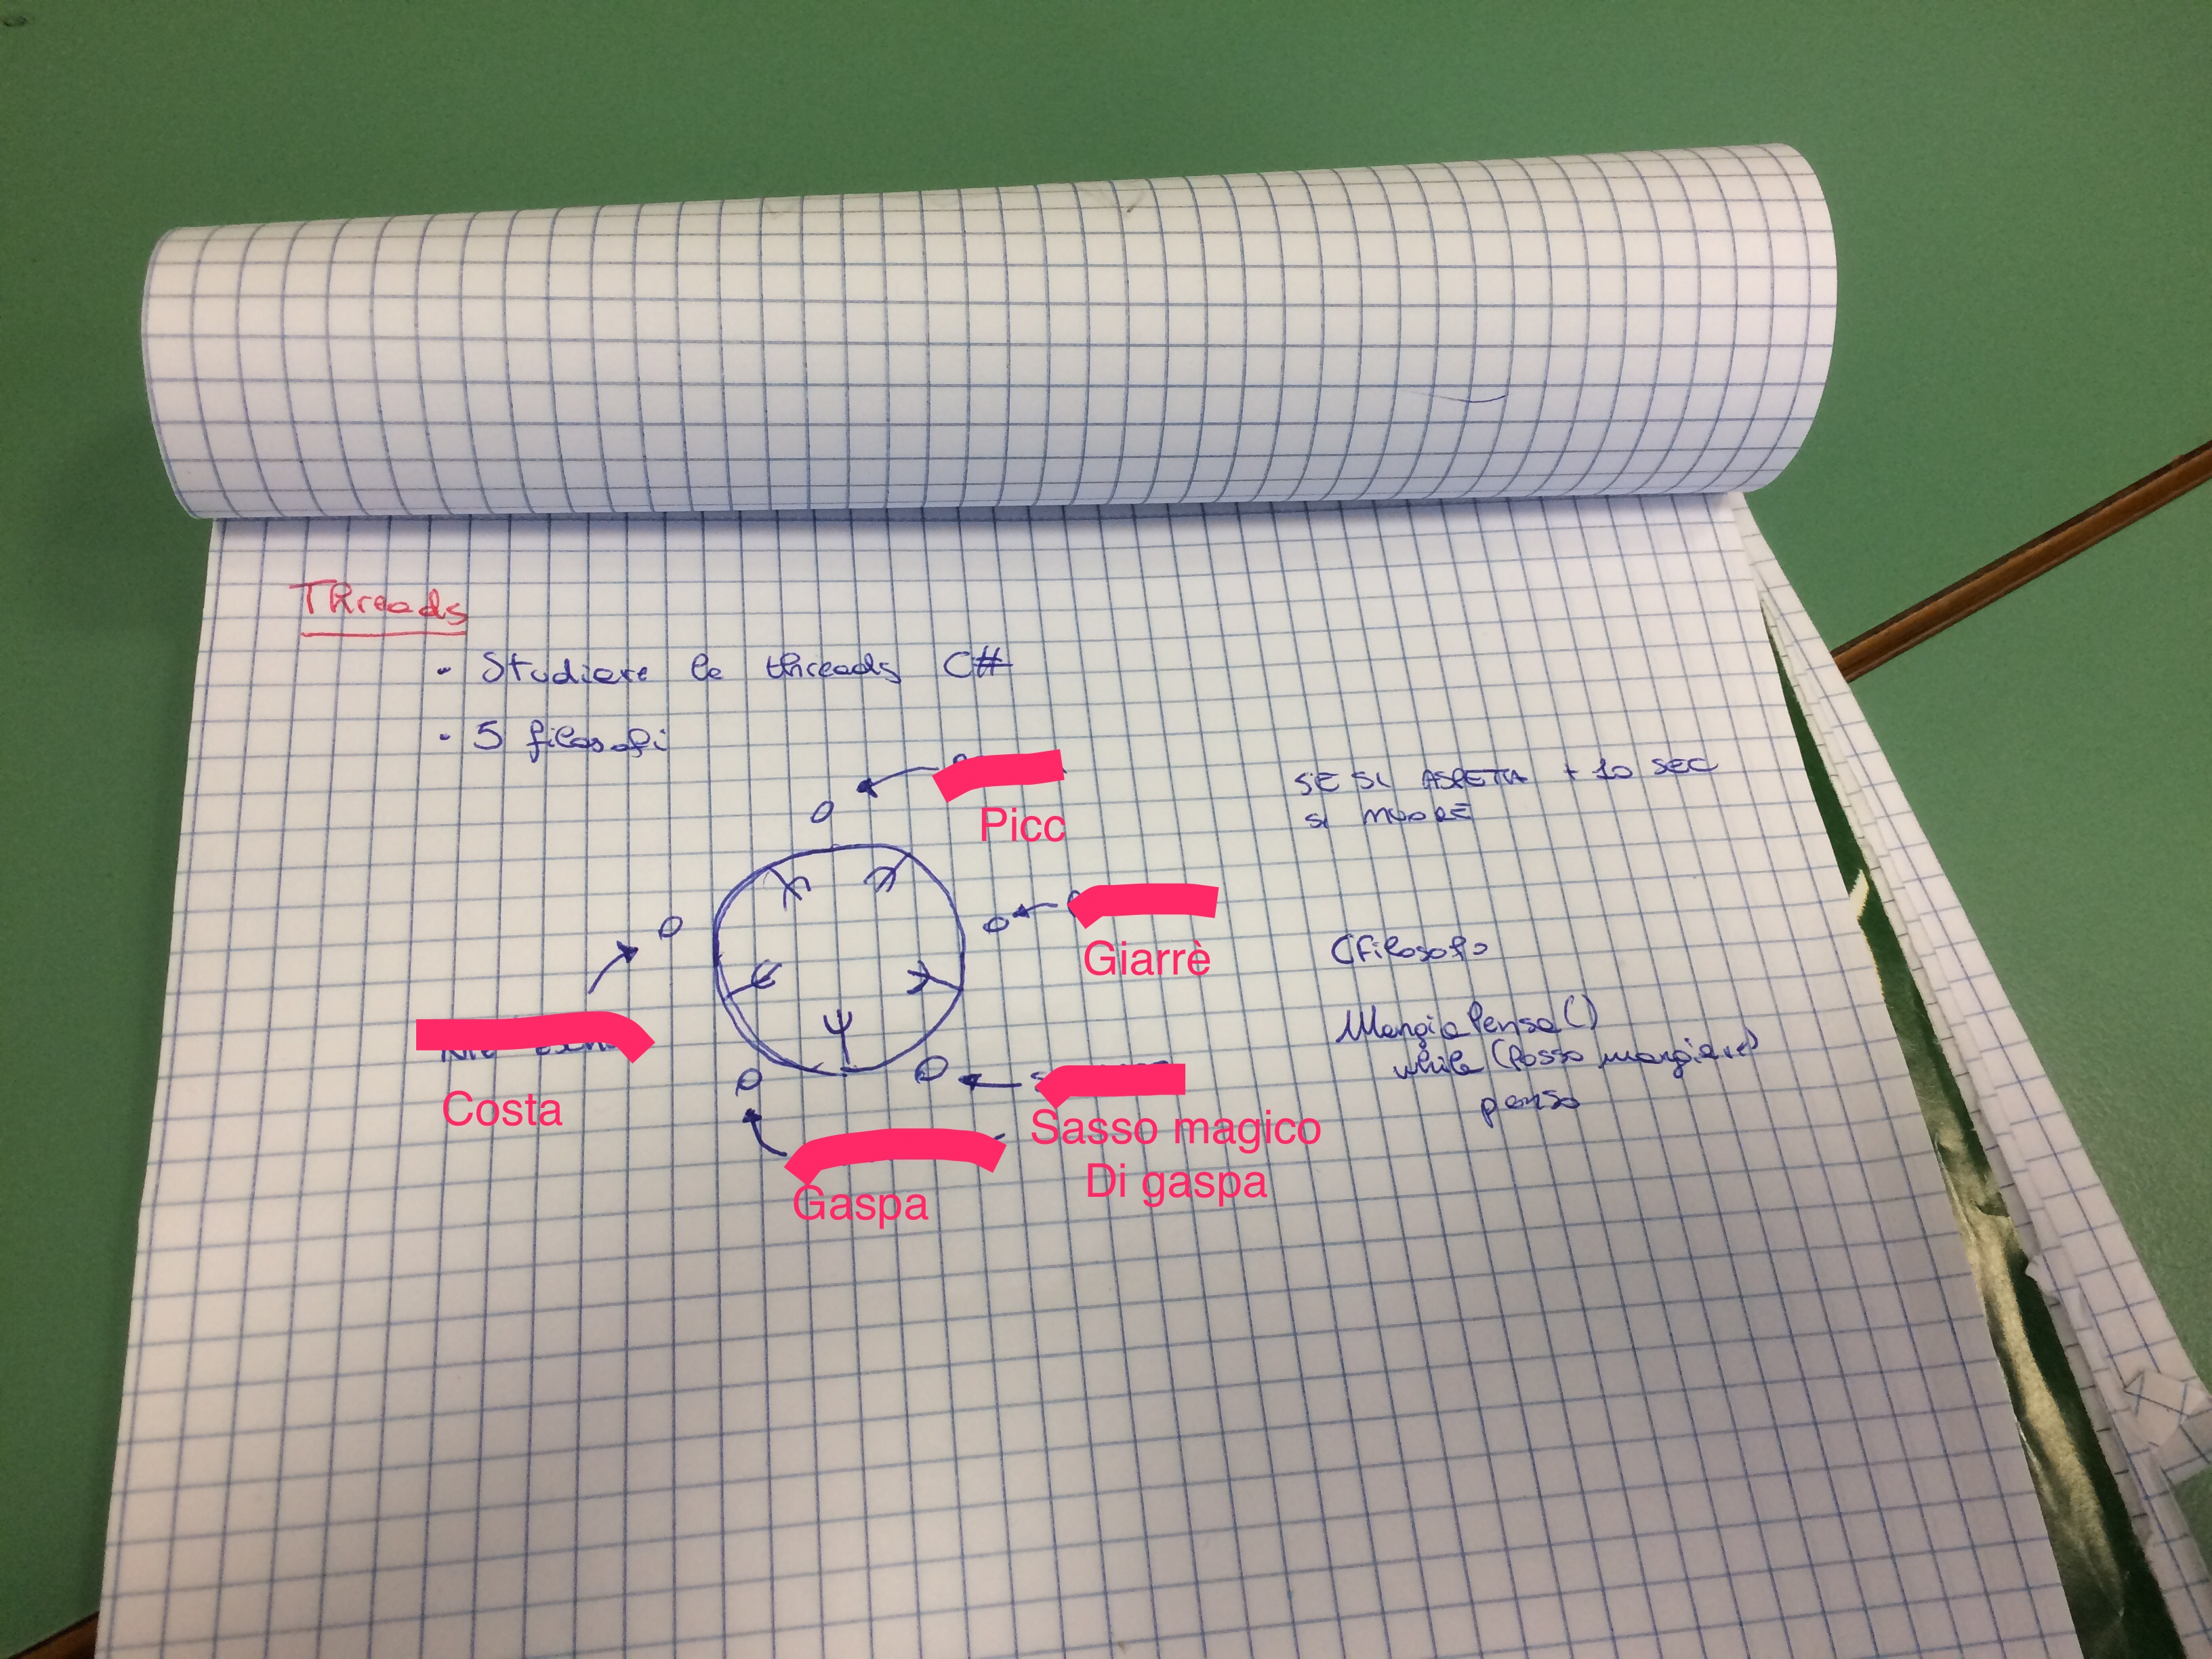 Threads
- Studiare le threads C#
- 5 filosofi
Picc
SE SI ASPETTA + 10 SEC
SI MUORE
Giarrè
CFilosofo
MangiaPensa()
while (Posso mangiare)
penso
Costa
Sasso magico
Di gaspa
Gaspa